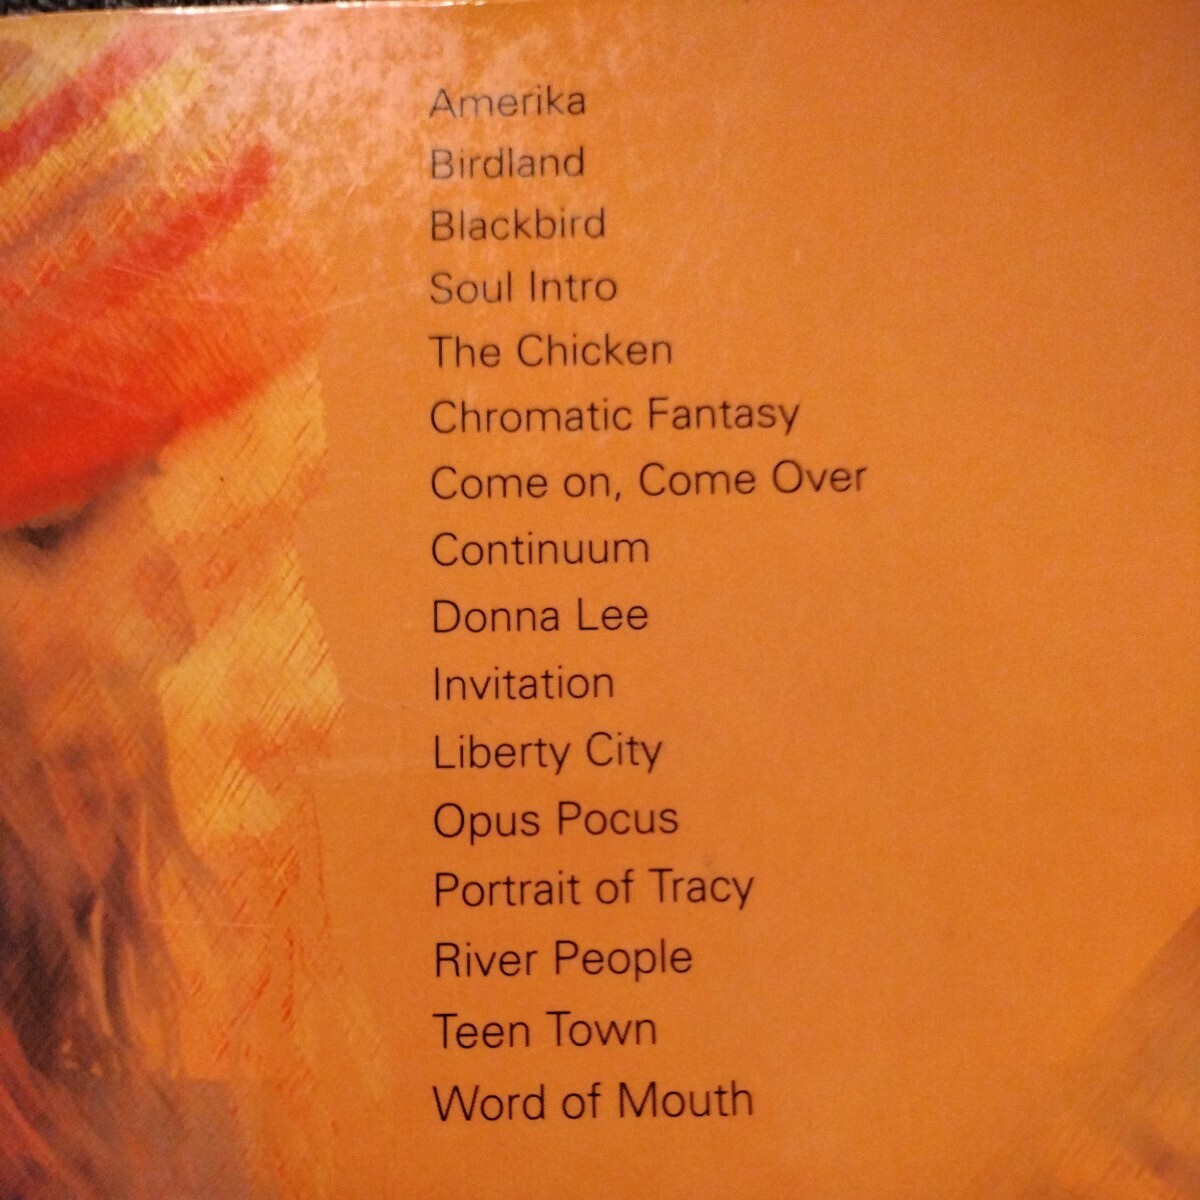 Amerika
Birdland
Blackbird
Soul Intro
The Chicken
Chromatic Fantasy
Come on, Come Over
Continuum
Donna Lee
Invitation
Liberty City
Opus Pocus
Portrait of Tracy
River People
Teen Town
Word of Mouth